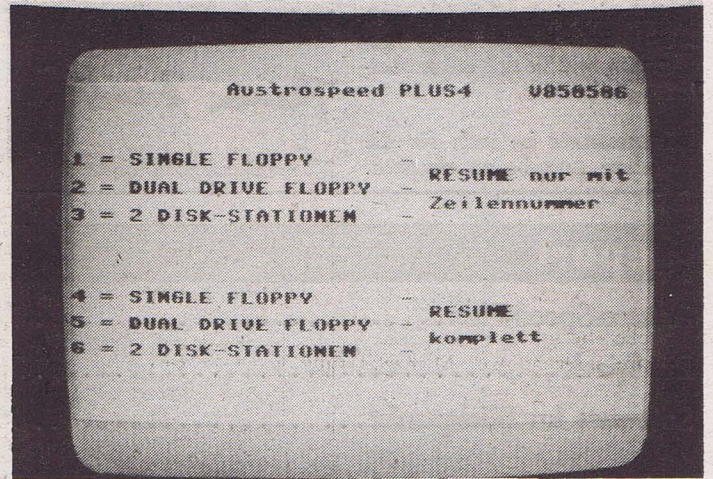 Austrospeed PLUS4 V850506
1 = SINGLE FLOPPY –
2 = DUAL DRIVE FLOPPY – RESUME nur mit
3 = 2 DISK-STATIONEN – Zeilennummer
4 = SINGLE FLOPPY –
5 = DUAL DRIVE FLOPPY – RESUME
6 = 2 DISK-STATIONEN – komplett